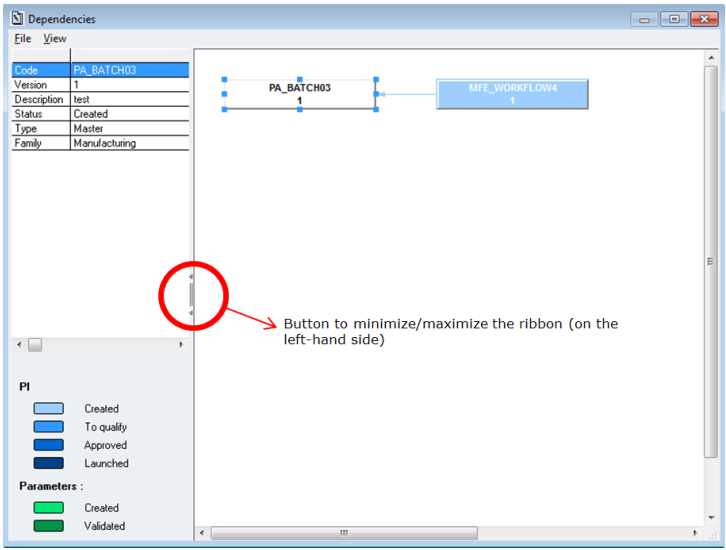 Dependencies
File View
Code PA_BATCH03
Version 1
Description test
Status Created
Type Master
Family Manufacturing
PA_BATCH03
1
MFE_WORKFLOW4
1
Button to minimize/maximize the ribbon (on the
left-hand side)
PI
Created
To qualify
Approved
Launched
Parameters :
Created
Validated